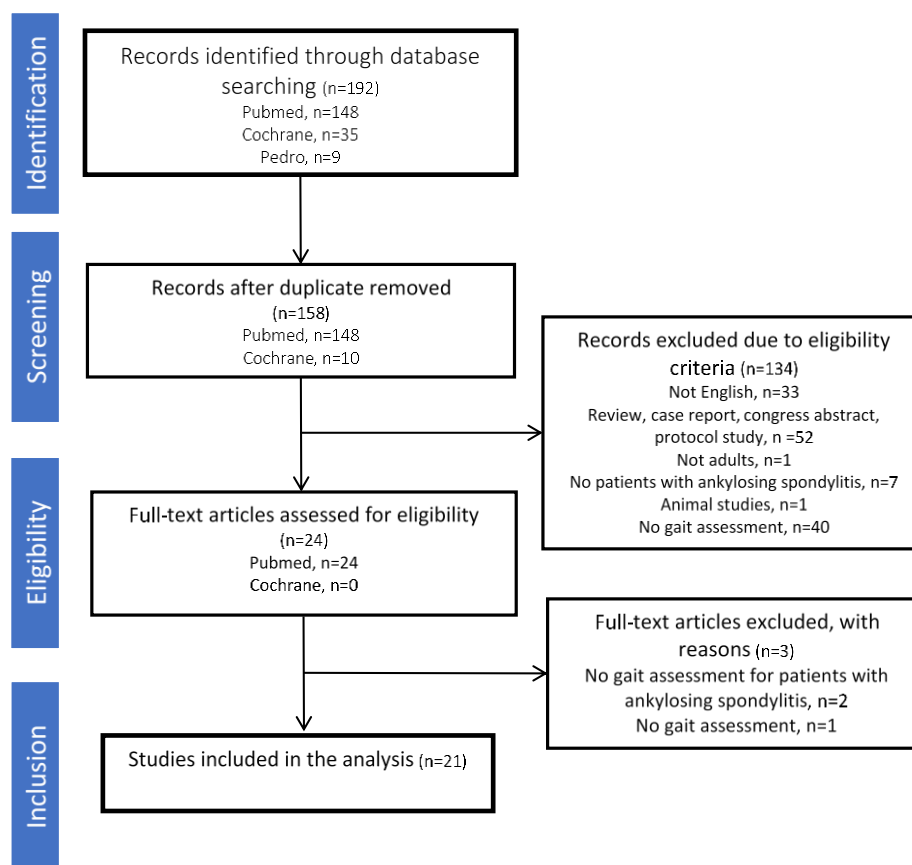 Identification
Records identified through database
searching (n=192)
Pubmed, n=148
Cochrane, n=35
Pedro, n=9
Screening
Records after duplicate removed
(n=158)
Pubmed, n=148
Cochrane, n=10
Records excluded due to eligibility
criteria (n=134)
Not English, n=33
Review, case report, congress abstract,
protocol study, n =52
Not adults, n=1
No patients with ankylosing spondylitis, n=7
Animal studies, n=1
No gait assessment, n=40
Eligibility
Full-text articles assessed for eligibility
(n=24)
Pubmed, n=24
Cochrane, n=0
Full-text articles excluded, with
reasons (n=3)
No gait assessment for patients with
ankylosing spondylitis, n=2
No gait assessment, n=1
Inclusion
Studies included in the analysis (n=21)